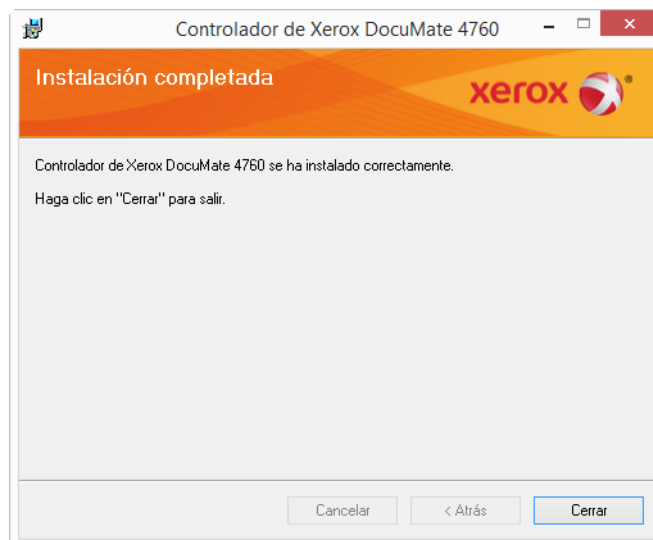 Controlador de Xerox DocuMate 4760
Instalación completada
xerox
Controlador de Xerox DocuMate 4760 se ha instalado correctamente.
Haga clic en "Cerrar" para salir.
Cancelar
< Atrás
Cerrar